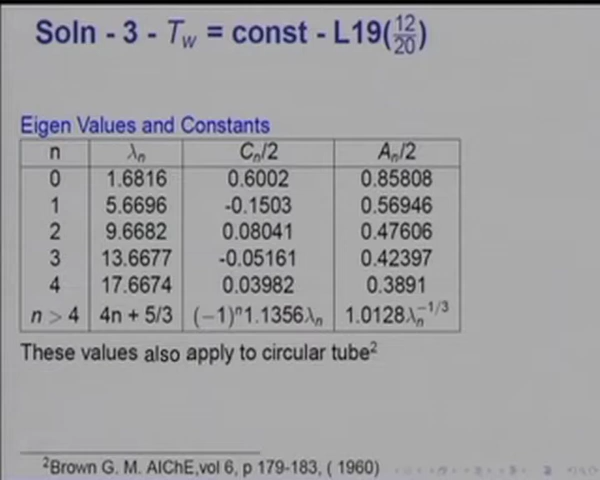 Soln - 3 - T_w = const - L19(12/20)
Eigen Values and Constants
n λ_n C_n/2 A_n/2
0 1.6816 0.6002 0.85808
1 5.6696 -0.1503 0.56946
2 9.6682 0.08041 0.47606
3 13.6677 -0.05161 0.42397
4 17.6674 0.03982 0.3891
n > 4 4n + 5/3 (−1)^n1.1356λ_n 1.0128λ_n^−1/3
These values also apply to circular tube²
²Brown G. M. AIChE,vol 6, p 179-183, ( 1960)